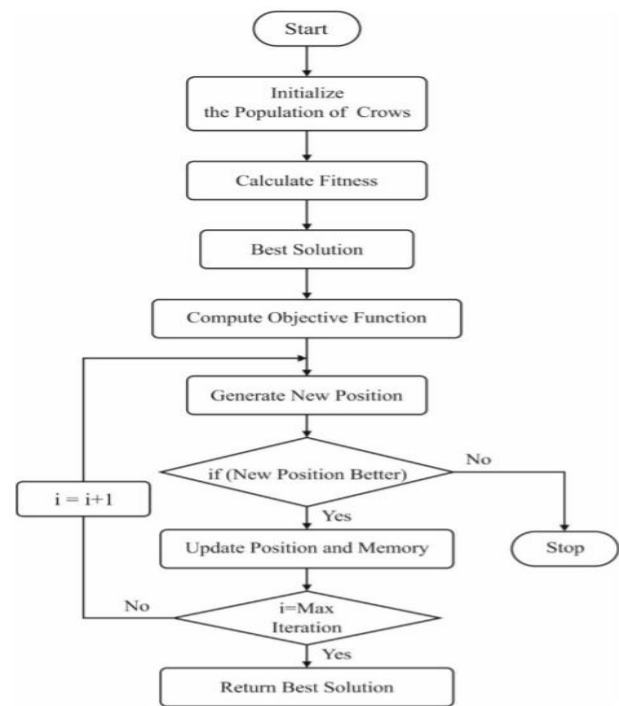 Start
Initialize
the Population of Crows
Calculate Fitness
Best Solution
Compute Objective Function
Generate New Position
if (New Position Better)
No
i = i+1
Yes
Update Position and Memory
Stop
No
i=Max
Iteration
Yes
Return Best Solution